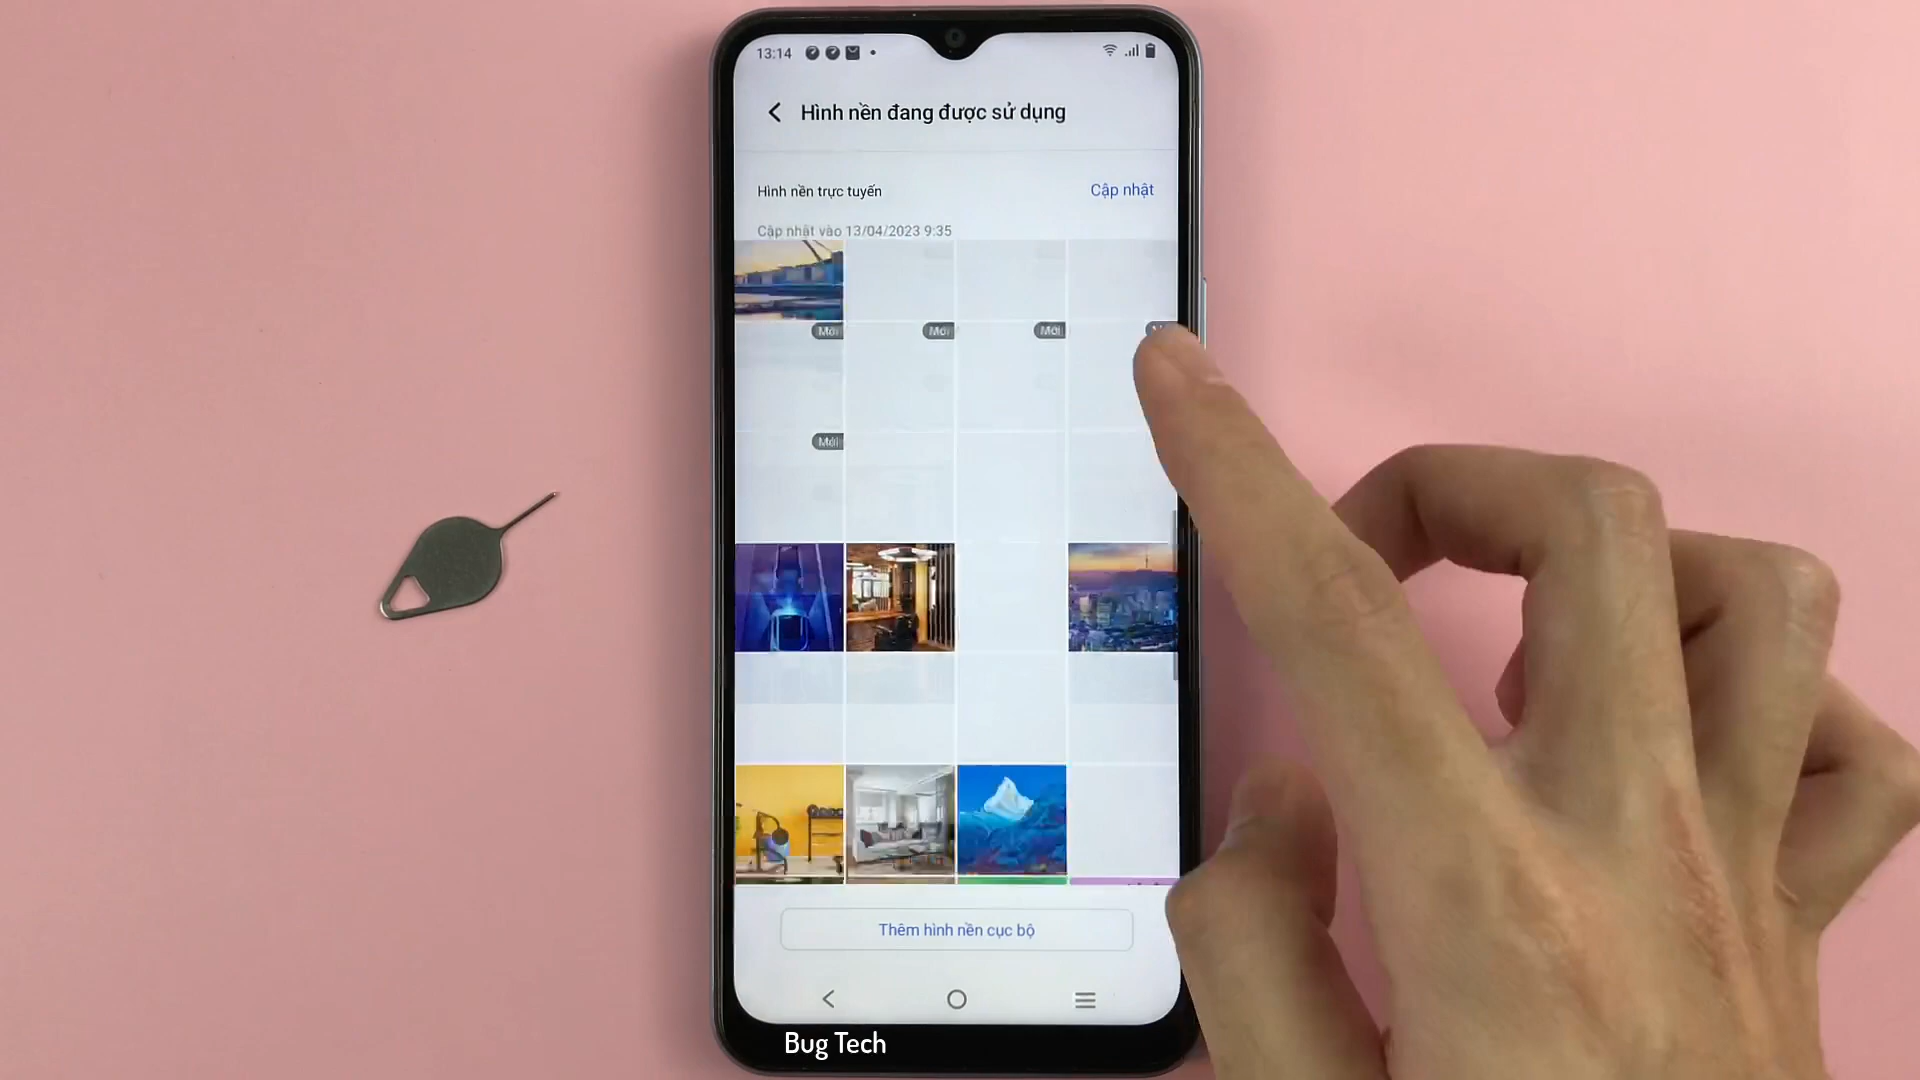 13:14
Hình nền đang được sử dụng
Hình nền trực tuyến
Cập nhật
Cập nhật vào 13/04/2023 9:35
Mới
Mới
Mới
Mới
Thêm hình nền cục bộ
Bug Tech